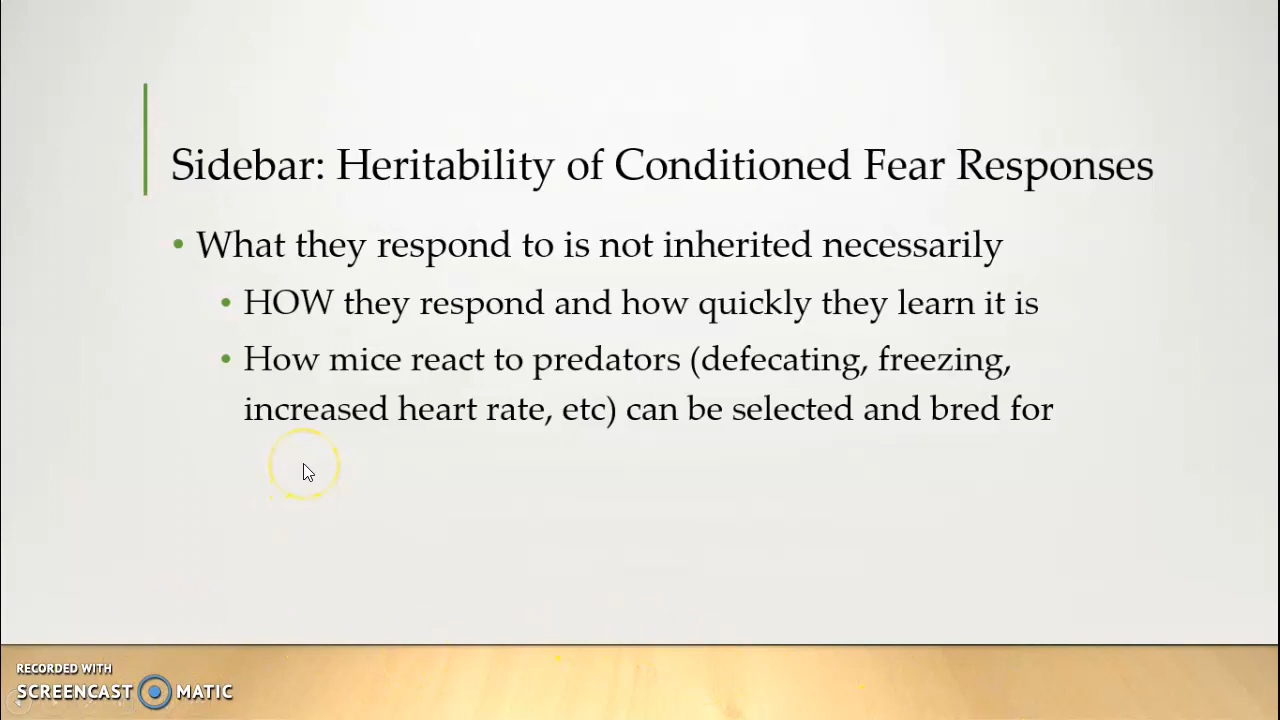 Sidebar: Heritability of Conditioned Fear Responses
• What they respond to is not inherited necessarily
• HOW they respond and how quickly they learn it is
• How mice react to predators (defecating, freezing,
increased heart rate, etc) can be selected and bred for
RECORDED WITH
SCREENCAST MATIC